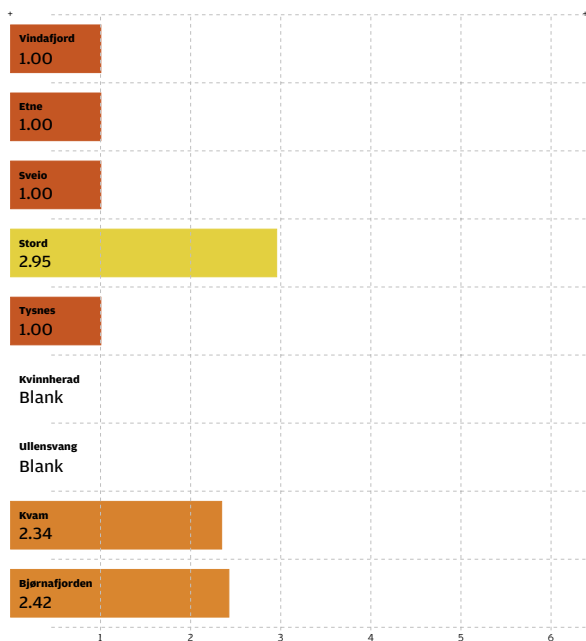 Vindafjord
1.00
Etne
1.00
Sveio
1.00
Stord
2.95
Tysnes
1.00
Kvinnherad
Blank
Ullensvang
Blank
Kvam
2.34
Bjørnafjorden
2.42
1 2 3 4 5 6